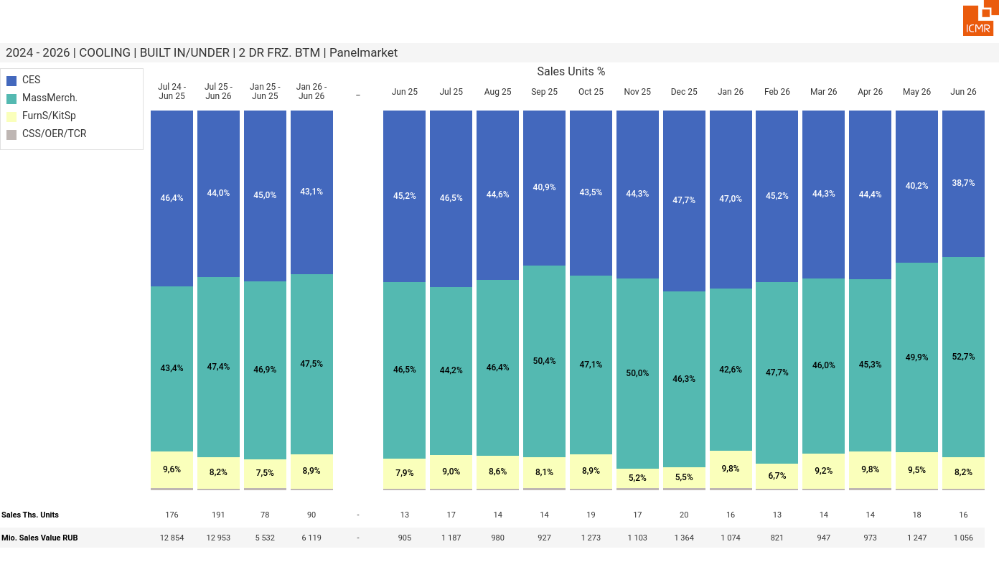 ICMR
2024 - 2026 | COOLING | BUILT IN/UNDER | 2 DR FRZ. BTM | Panelmarket
Sales Units %
CES
MassMerch.
FurnS/KitSp
CSS/OER/TCR
Jul 24 - Jul 25 - Jan 25 - Jan 26 -
Jun 25 Jun 26 Jun 25 Jun 26 – Jun 25 Jul 25 Aug 25 Sep 25 Oct 25 Nov 25 Dec 25 Jan 26 Feb 26 Mar 26 Apr 26 May 26 Jun 26
46,4% 44,0% 45,0% 43,1% 45,2% 46,5% 44,6% 40,9% 43,5% 44,3% 47,7% 47,0% 45,2% 44,3% 44,4% 40,2% 38,7%
43,4% 47,4% 46,9% 47,5% 46,5% 44,2% 46,4% 50,4% 47,1% 50,0% 46,3% 42,6% 47,7% 46,0% 45,3% 49,9% 52,7%
9,6% 8,2% 7,5% 8,9% 7,9% 9,0% 8,6% 8,1% 8,9% 5,2% 5,5% 9,8% 6,7% 9,2% 9,8% 9,5% 8,2%
Sales Ths. Units 176 191 78 90 - 13 17 14 14 19 17 20 16 13 14 14 18 16
Mio. Sales Value RUB 12 854 12 953 5 532 6 119 - 905 1 187 980 927 1 273 1 103 1 364 1 074 821 947 973 1 247 1 056